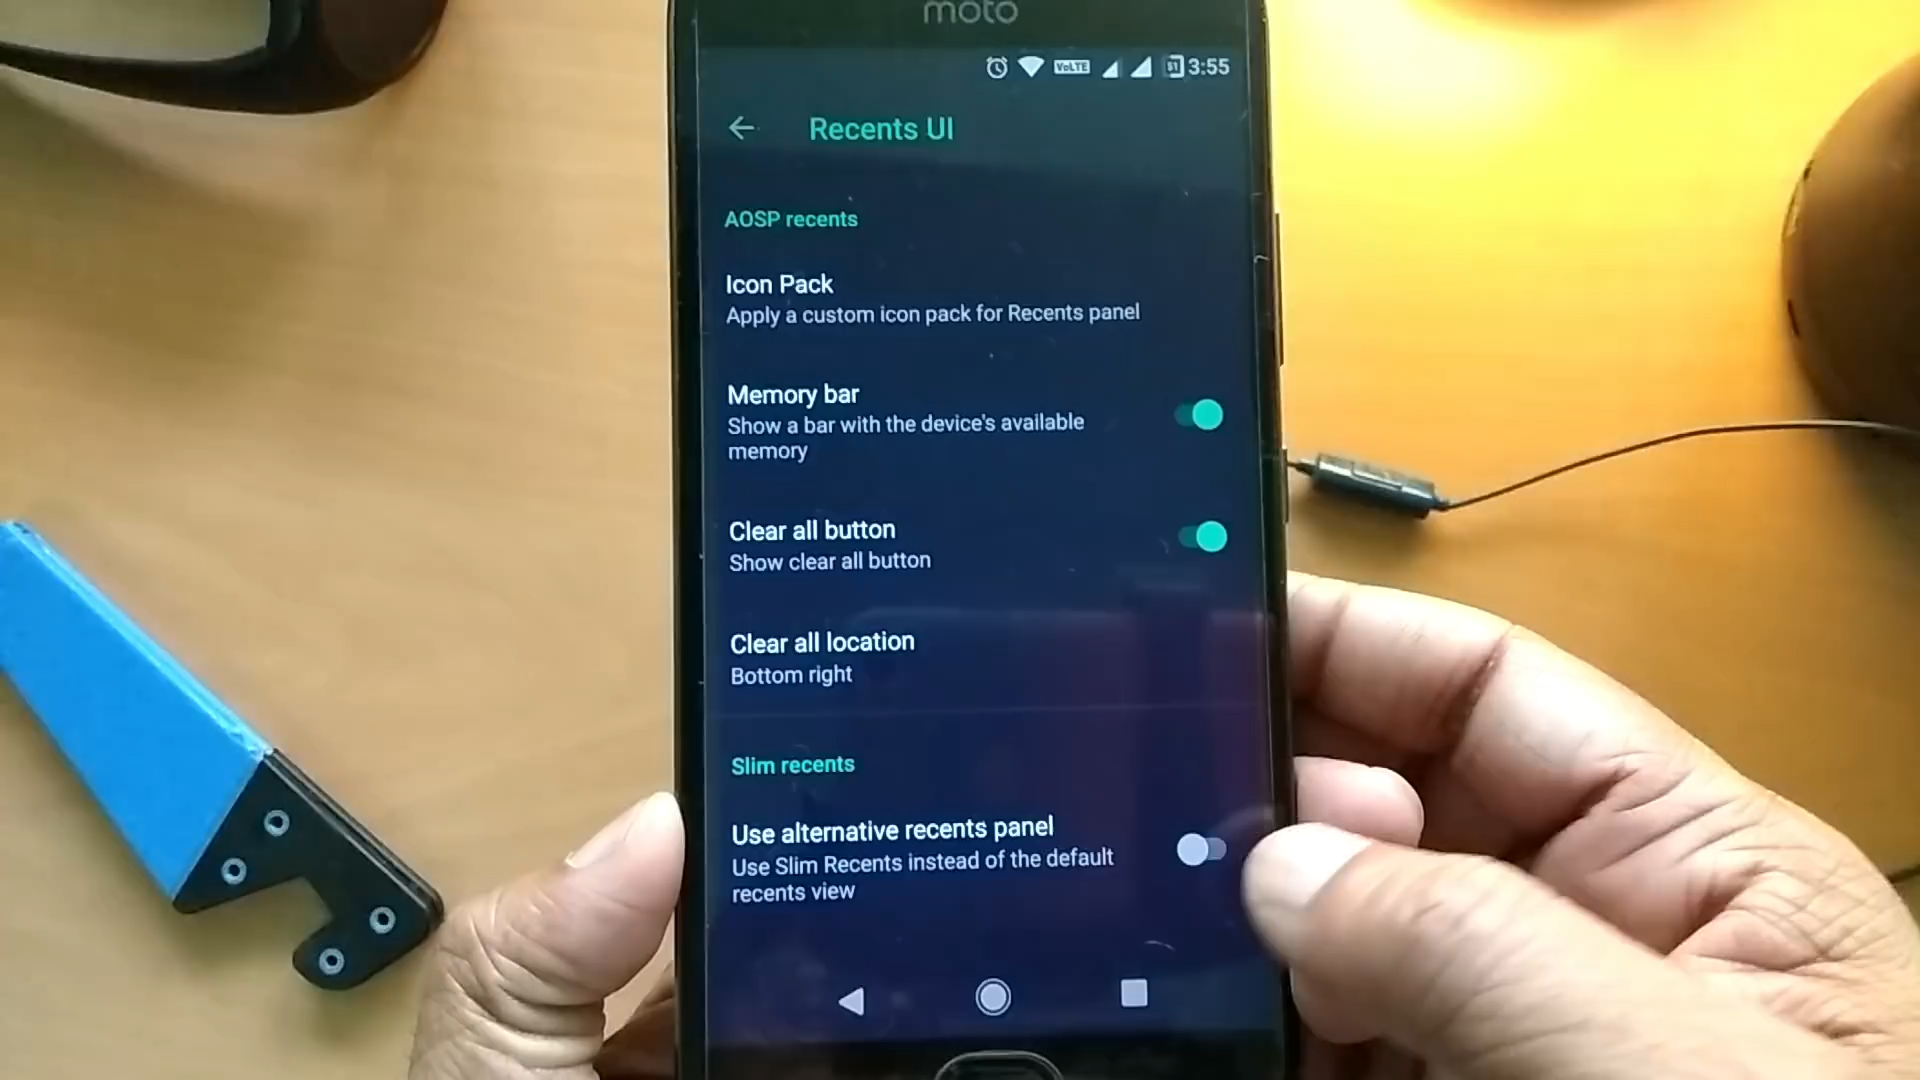 moto
VoLTE 51 3:55
Recents UI
AOSP recents
Icon Pack
Apply a custom icon pack for Recents panel
Memory bar
Show a bar with the device's available
memory
Clear all button
Show clear all button
Clear all location
Bottom right
Slim recents
Use alternative recents panel
Use Slim Recents instead of the default
recents view